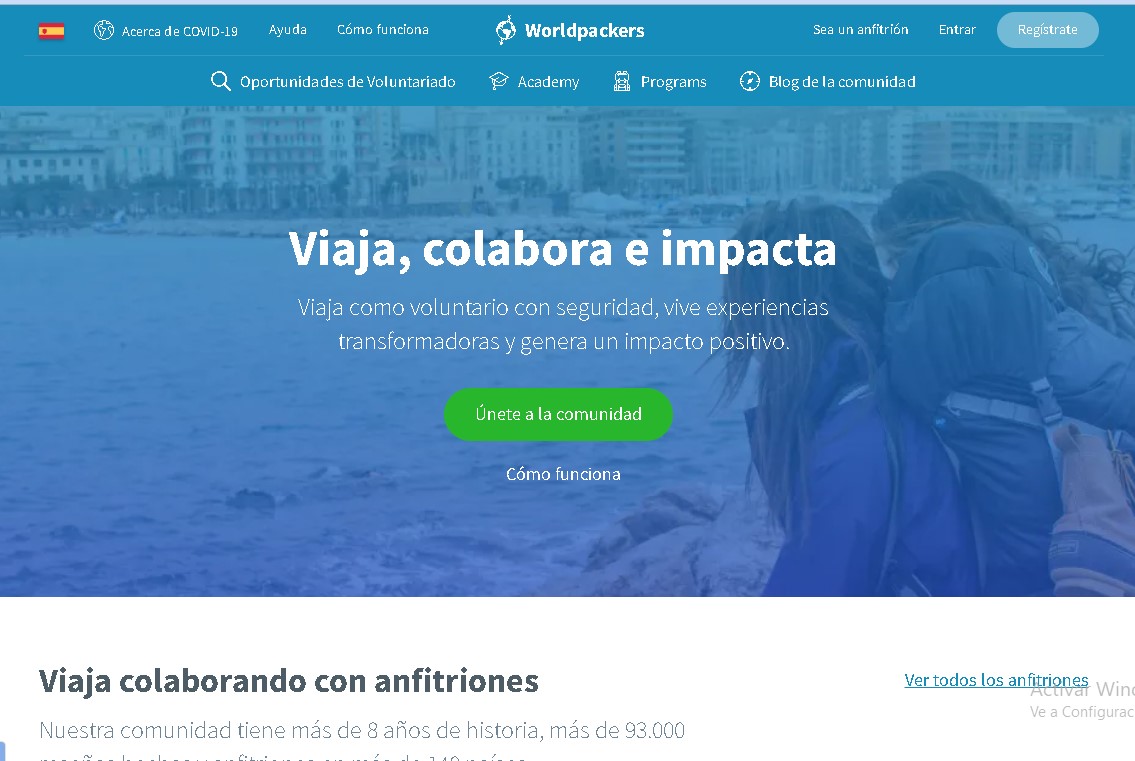 Acerca de COVID-19 Ayuda Cómo funciona Worldpackers Sea un anfitrión Entrar Regístrate
Oportunidades de Voluntariado Academy Programs Blog de la comunidad
Viaja, colabora e impacta
Viaja como voluntario con seguridad, vive experiencias
transformadoras y genera un impacto positivo.
Únete a la comunidad
Cómo funciona
Viaja colaborando con anfitriones
Ver todos los anfitriones
Activar Wind
Ve a Configurac
Nuestra comunidad tiene más de 8 años de historia, más de 93.000